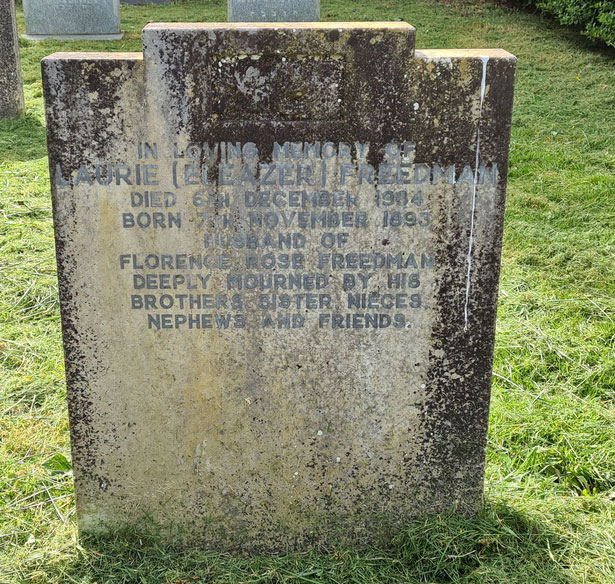 IN LOVING MEMORY OF
LAURIE (ELEAZER) FREEDMAN
DIED 6TH DECEMBER 1984
BORN 7TH NOVEMBER 1893
HUSBAND OF
FLORENCE ROSE FREEDMAN
DEEPLY MOURNED BY HIS
BROTHERS, SISTER, NIECES
NEPHEWS AND FRIENDS.